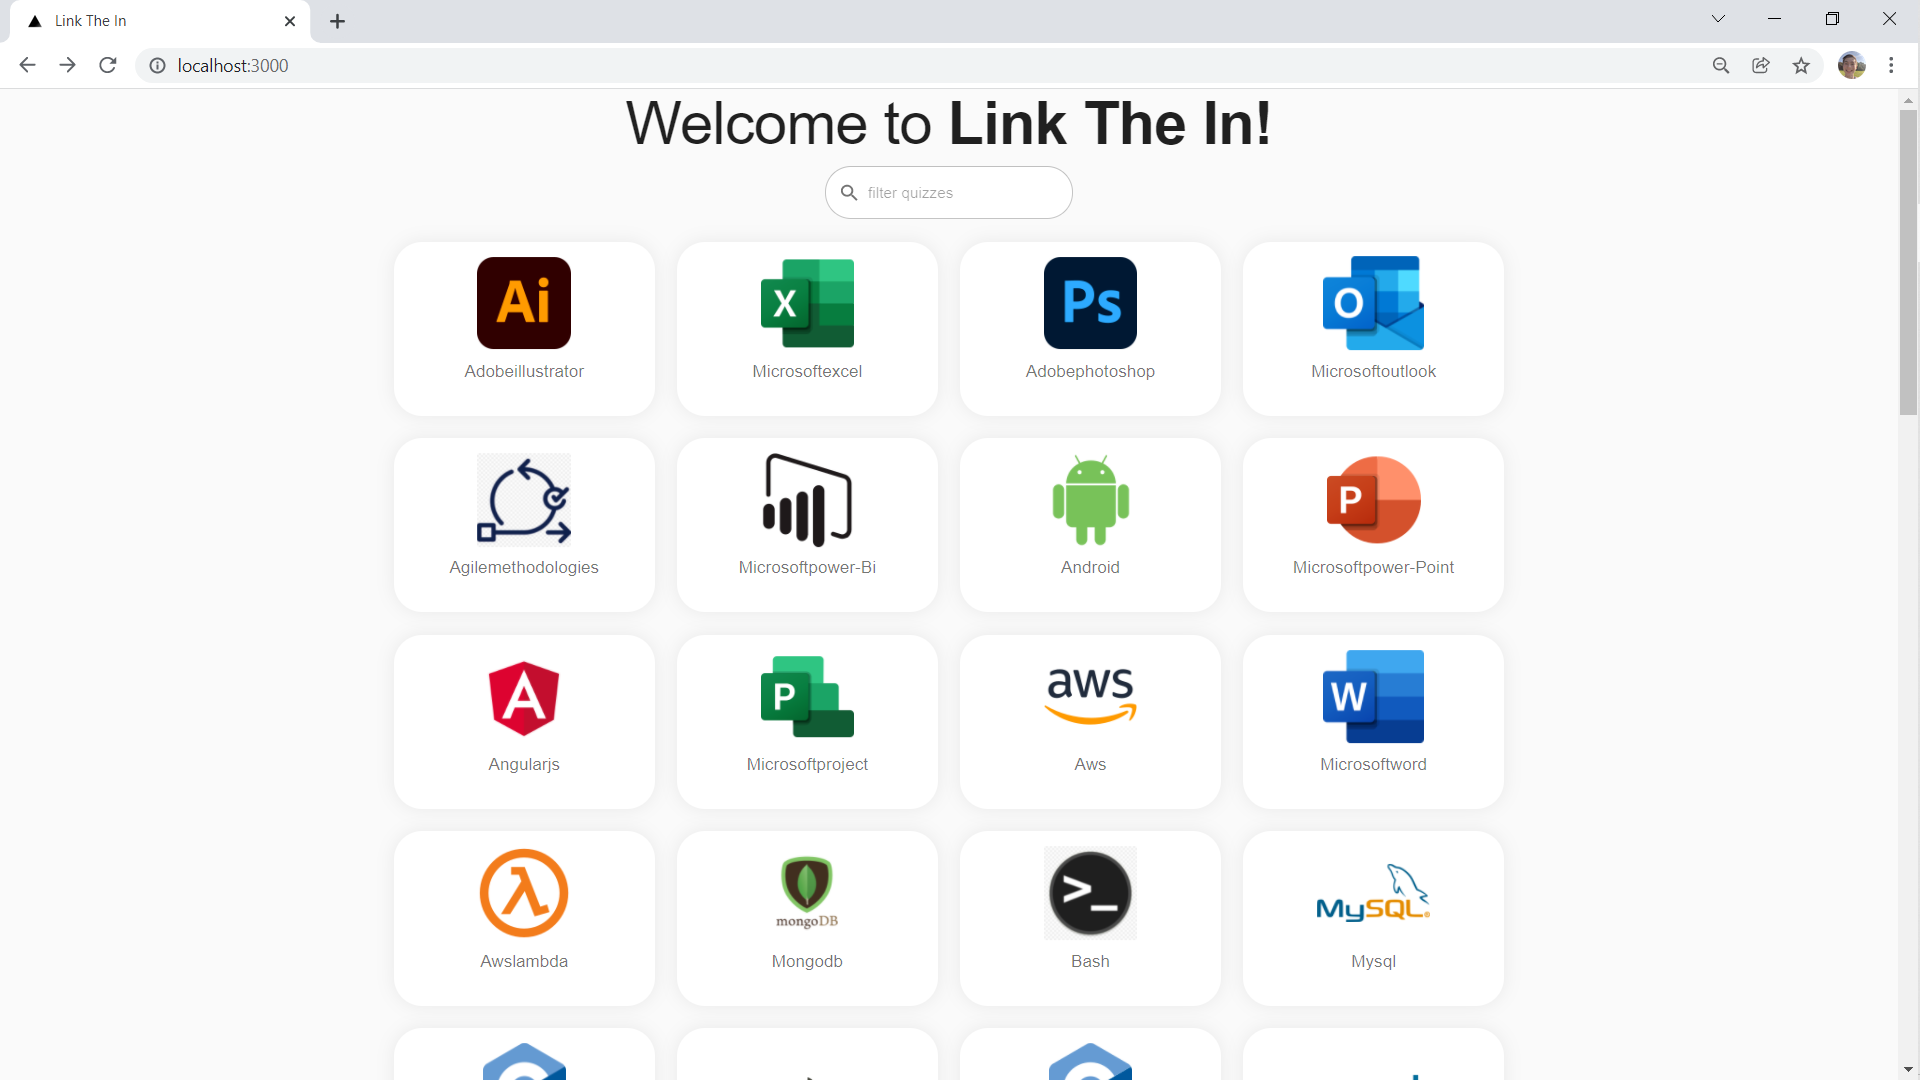 Link The In
localhost:3000
Welcome to Link The In!
filter quizzes
Ai
X
Ps
O
Adobeillustrator
Microsoftexcel
Adobephotoshop
Microsoftoutlook
P
Agilemethodologies
Microsoftpower-Bi
Android
Microsoftpower-Point
A
P
aws
W
Angularjs
Microsoftproject
Aws
Microsoftword
λ
mongoDB
>_
MySQL®
Awslambda
Mongodb
Bash
Mysql